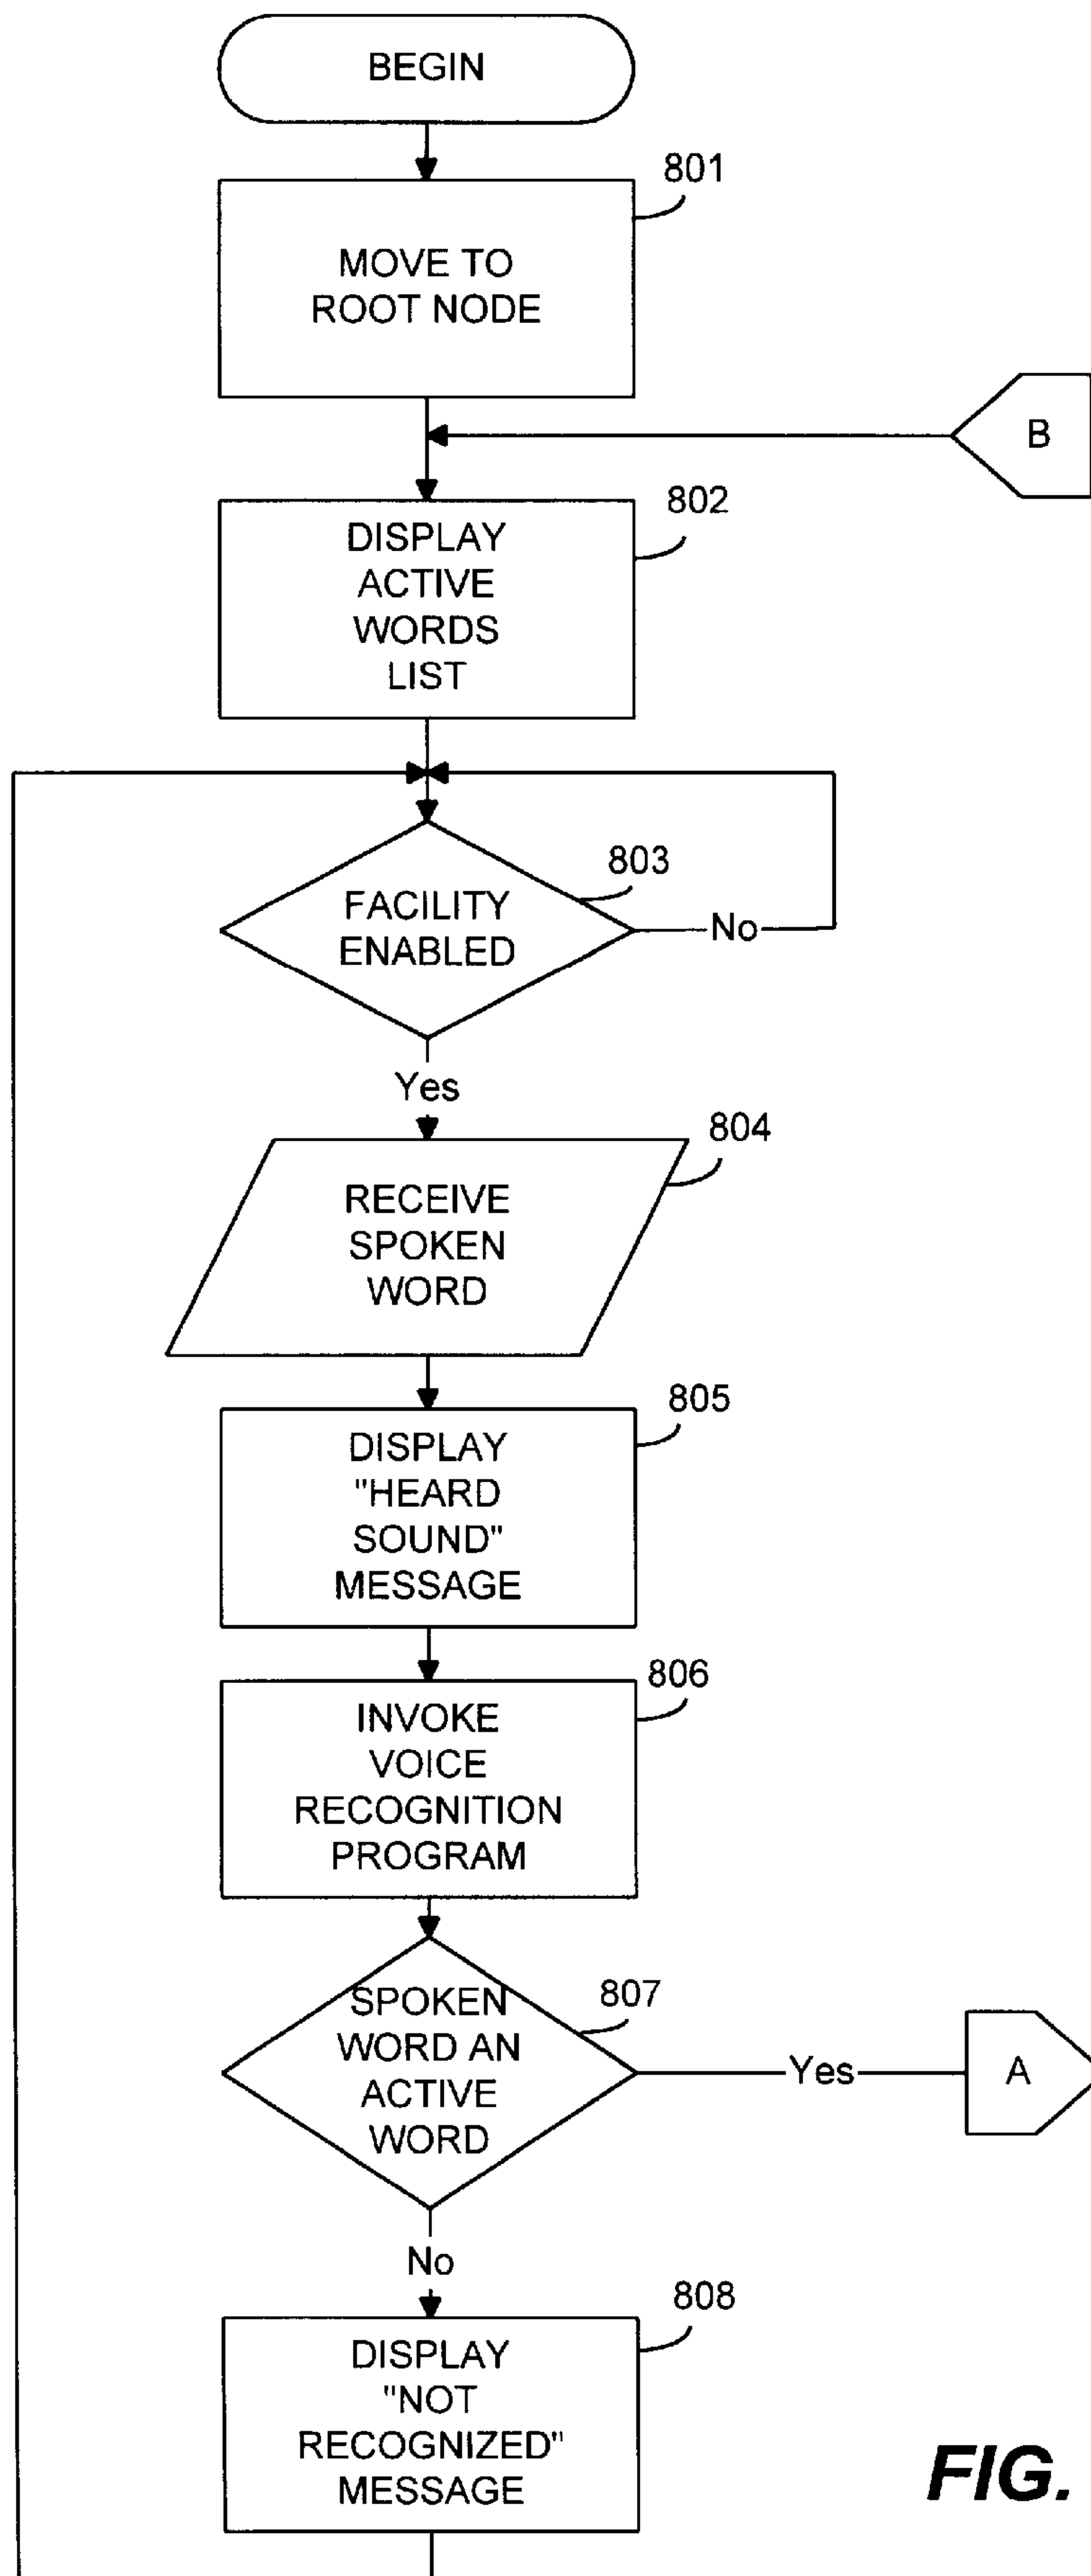 BEGIN
801
MOVE TO
ROOT NODE
B
802
DISPLAY
ACTIVE
WORDS
LIST
803
FACILITY
ENABLED
No
Yes
804
RECEIVE
SPOKEN
WORD
805
DISPLAY
"HEARD
SOUND"
MESSAGE
806
INVOKE
VOICE
RECOGNITION
PROGRAM
807
SPOKEN
WORD AN
ACTIVE
WORD
Yes
A
No
808
DISPLAY
"NOT
RECOGNIZED"
MESSAGE
FIG.